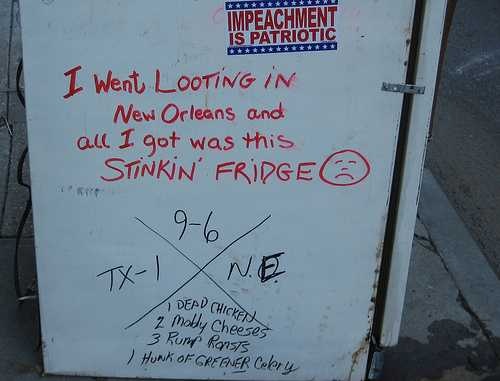 IMPEACHMENT
IS PATRIOTIC
I Went LOOTING iN
New Orleans and
all I got was this
STiNKiN' FRiDGE
9-6
TX-1 N.E.
1 DEAD CHICKEN
2 Moldy Cheeses
3 Rump Roasts
1 HUNK OF GREENER Celery